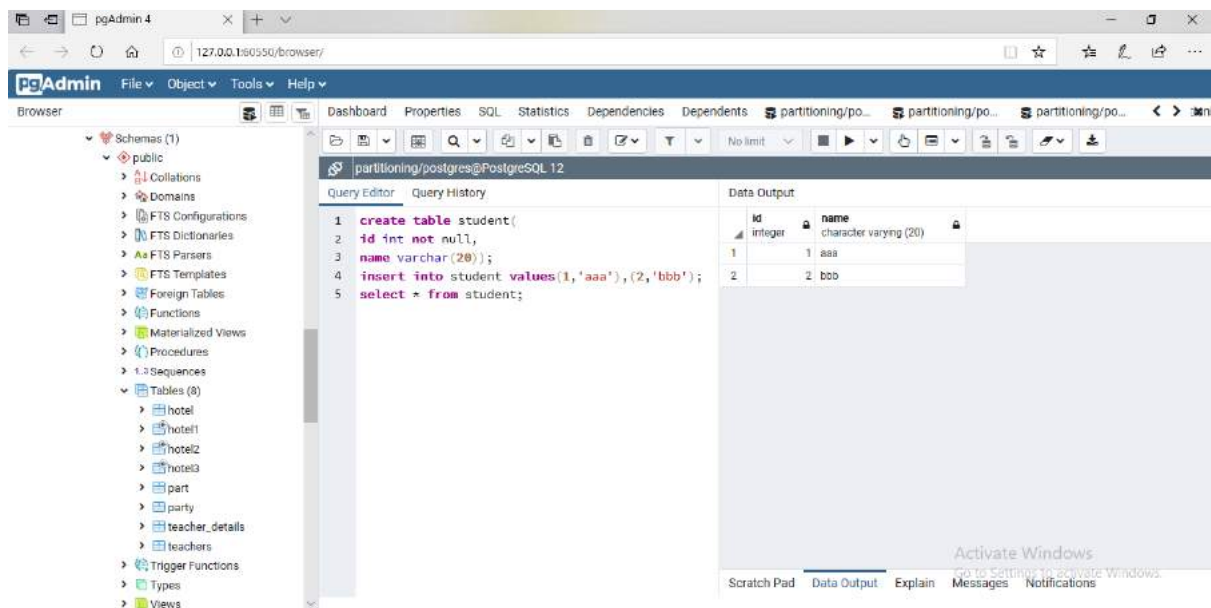 pgAdmin 4
127.0.0.1:60550/browser/
pgAdmin File Object Tools Help
Browser
Dashboard Properties SQL Statistics Dependencies Dependents partitioning/po... partitioning/po... partitioning/po...
No limit
partitioning/postgres@PostgreSQL 12
Query Editor Query History
Data Output
Schemas (1)
public
Collations
Domains
FTS Configurations
FTS Dictionaries
FTS Parsers
FTS Templates
Foreign Tables
Functions
Materialized Views
Procedures
1..3 Sequences
Tables (8)
hotel
hotel1
hotel2
hotel3
part
party
teacher_details
teachers
Trigger Functions
Types
Views
1 create table student(
2 id int not null,
3 name varchar(20));
4 insert into student values(1,'aaa'),(2,'bbb');
5 select * from student;
id
integer
name
character varying (20)
1 1 aaa
2 2 bbb
Activate Windows
Go to Settings to activate Windows.
Scratch Pad Data Output Explain Messages Notifications